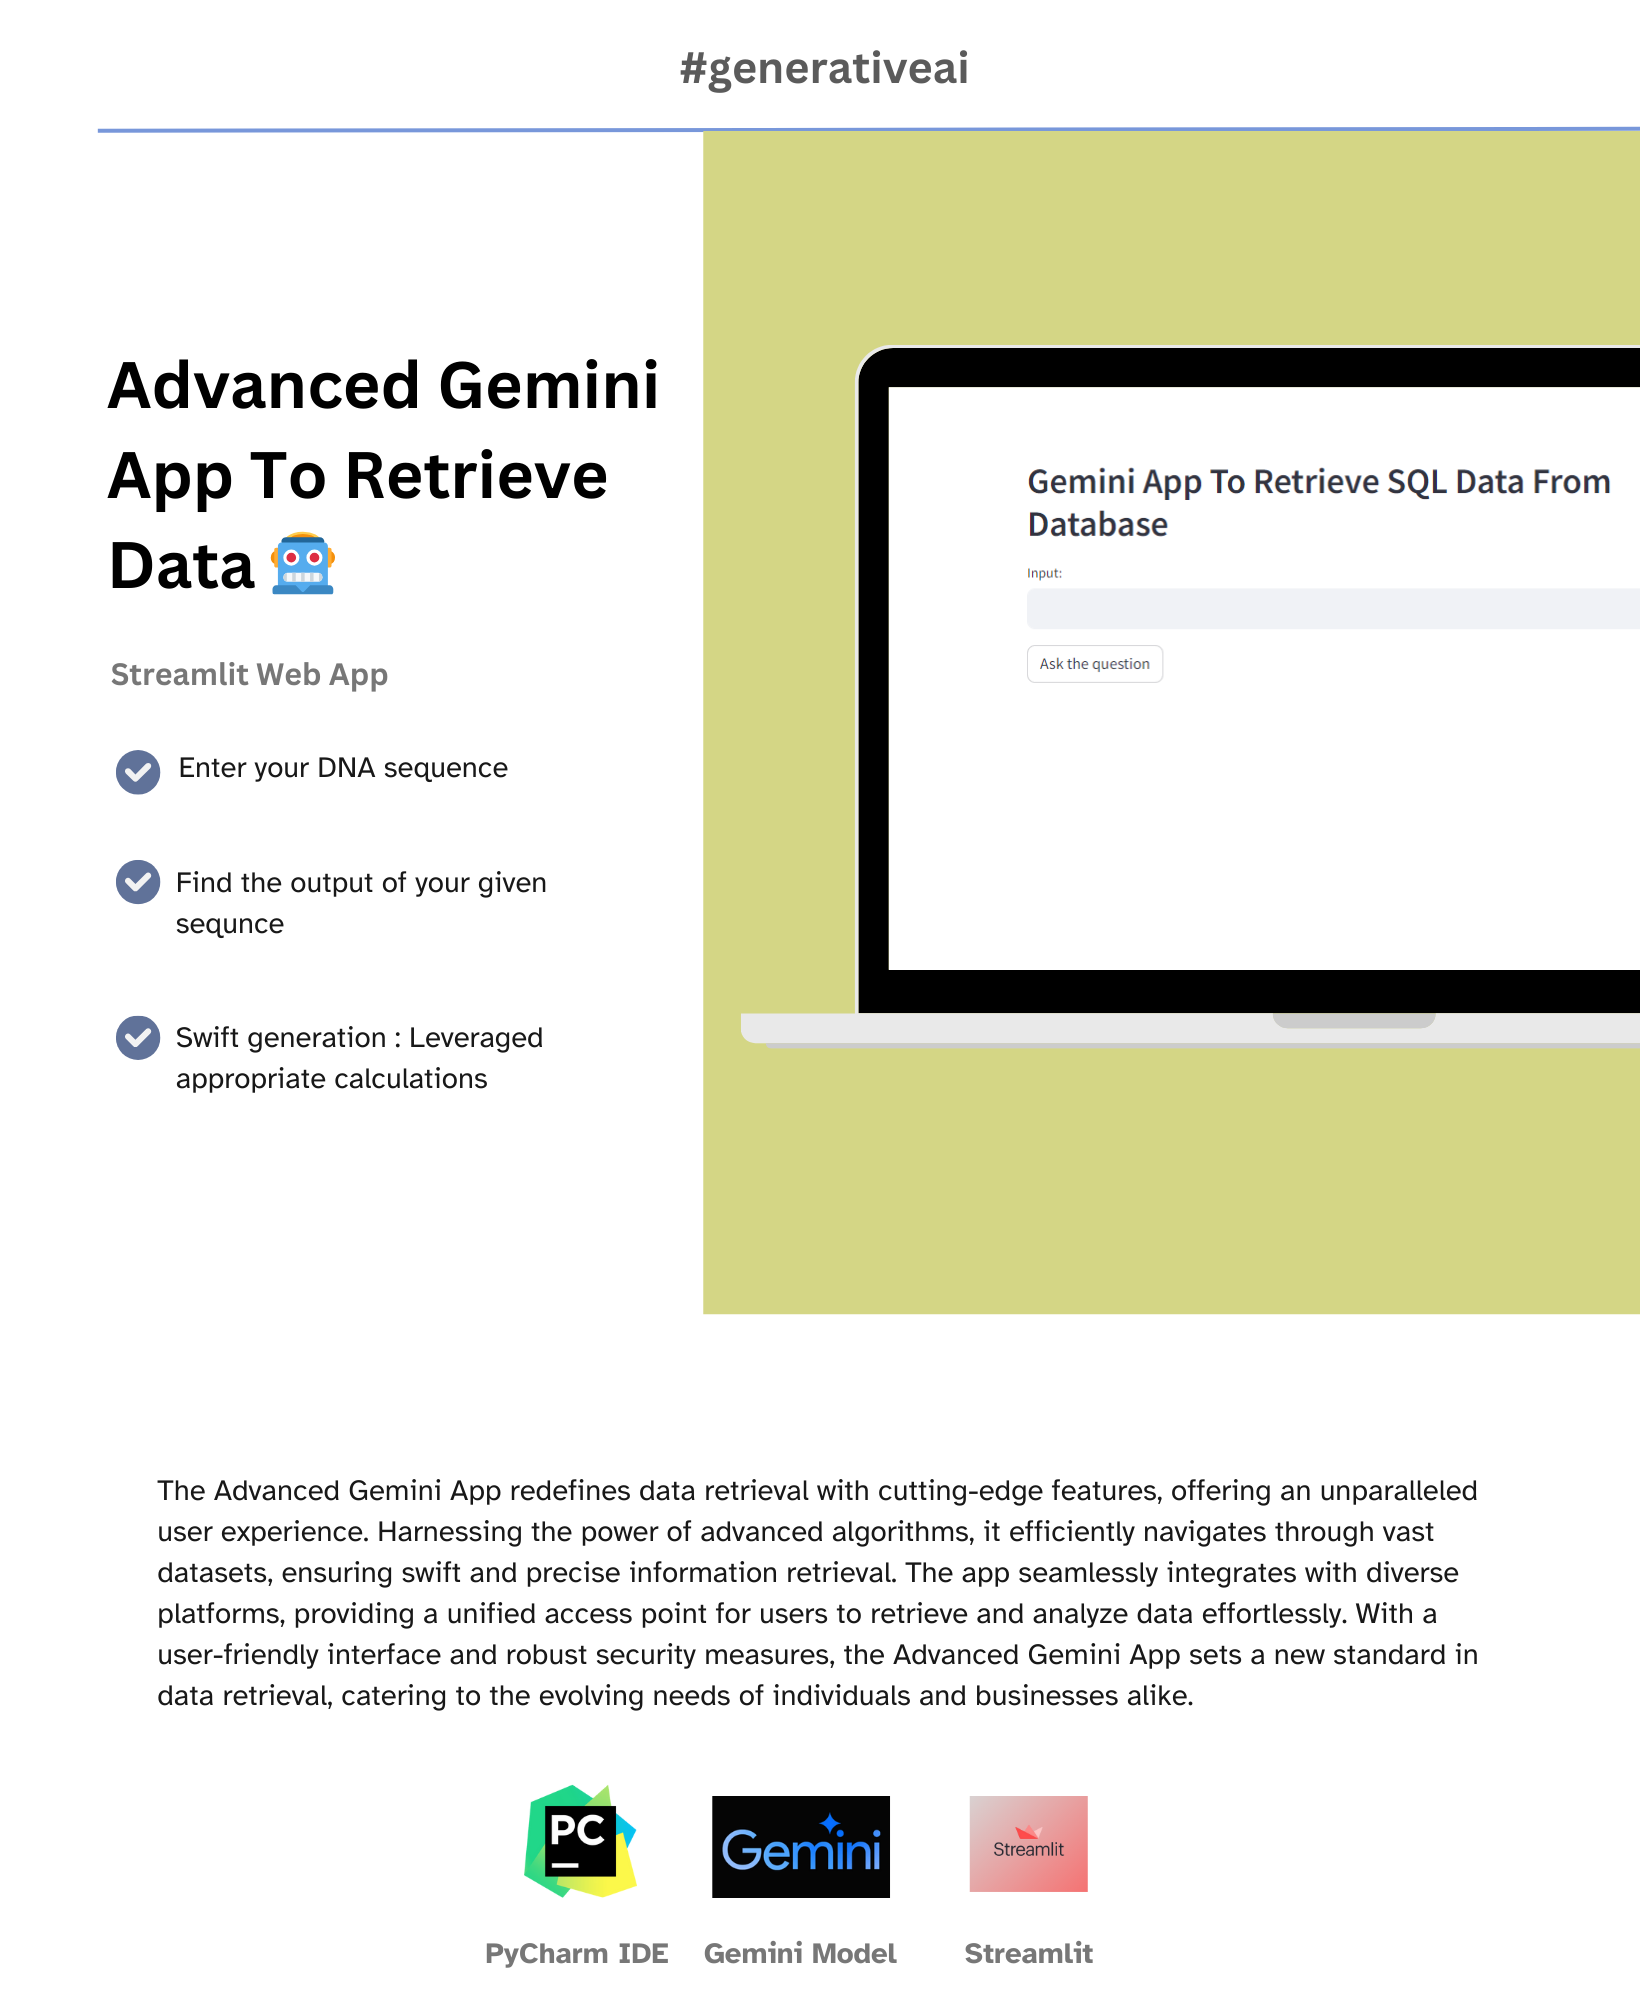 #generativeai
Advanced Gemini
App To Retrieve
Data
Streamlit Web App
Enter your DNA sequence
Find the output of your given
sequnce
Swift generation : Leveraged
appropriate calculations
Gemini App To Retrieve SQL Data From
Database
Input:
Ask the question
The Advanced Gemini App redefines data retrieval with cutting-edge features, offering an unparalleled
user experience. Harnessing the power of advanced algorithms, it efficiently navigates through vast
datasets, ensuring swift and precise information retrieval. The app seamlessly integrates with diverse
platforms, providing a unified access point for users to retrieve and analyze data effortlessly. With a
user-friendly interface and robust security measures, the Advanced Gemini App sets a new standard in
data retrieval, catering to the evolving needs of individuals and businesses alike.
PC
Gemini
Streamlit
PyCharm IDE
Gemini Model
Streamlit